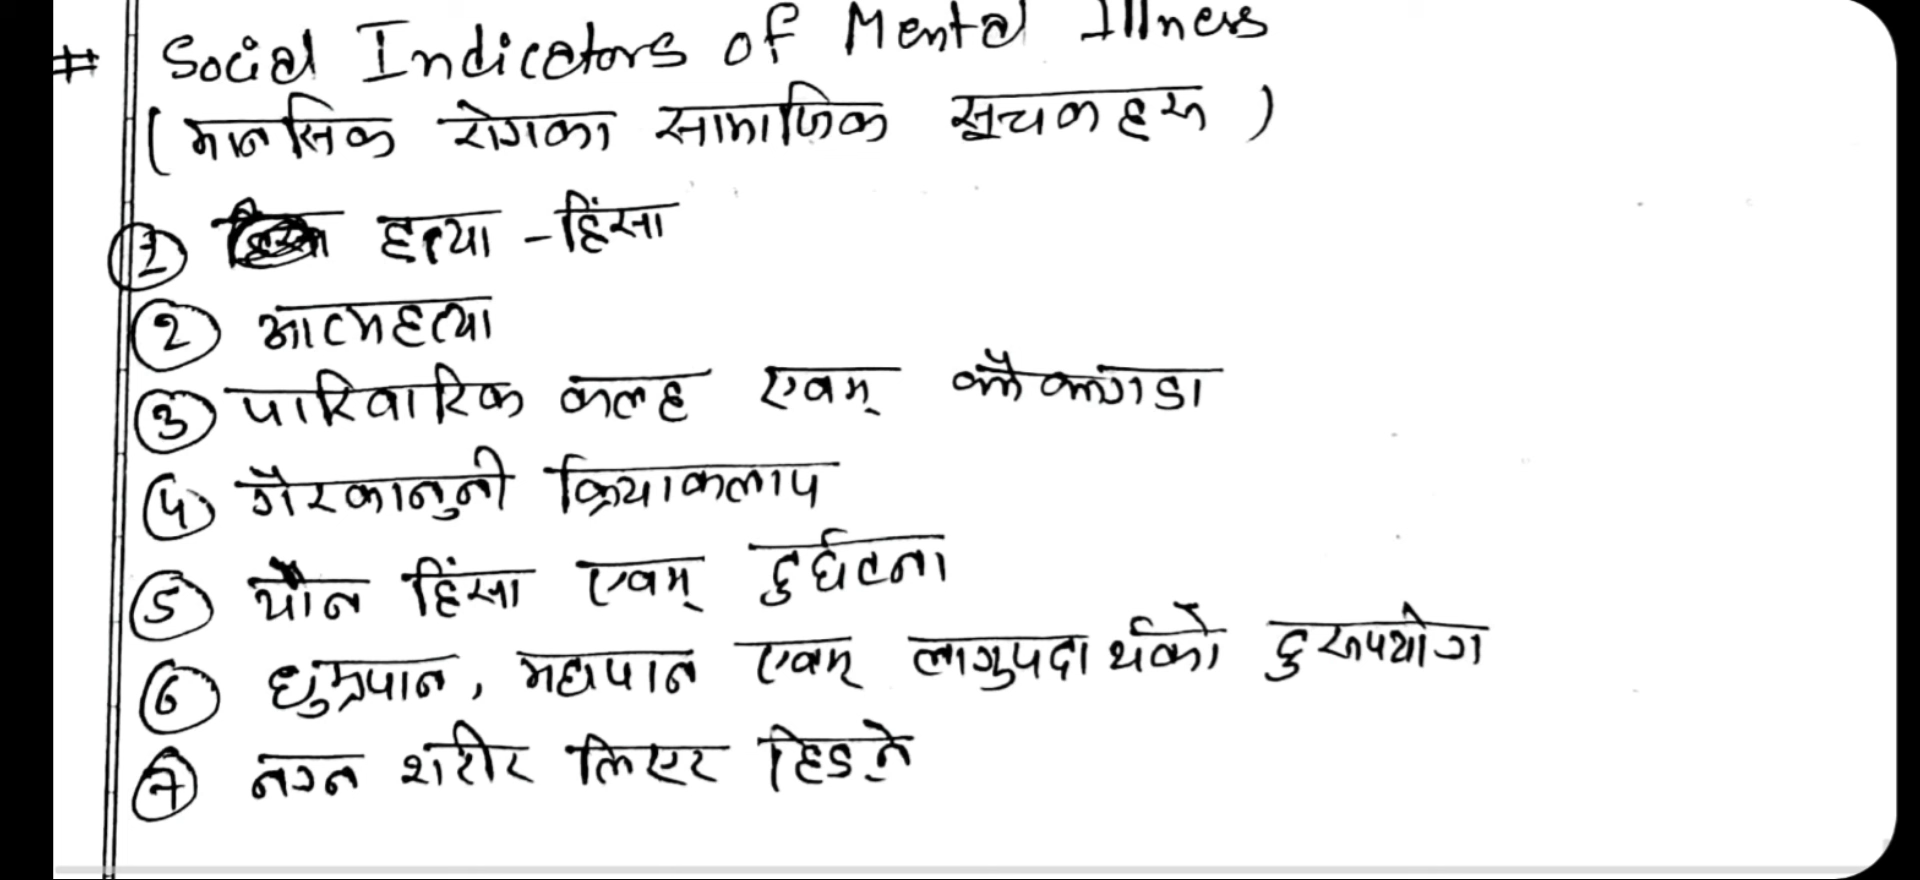 # Social Indicators of Mental Illness
(मानसिक रोगका सामाजिक सूचकहरू)
1 हत्या - हिंसा
2 आत्महत्या
3 पारिवारिक कलह एवम्
4 गैरकानुनी क्रियाकलाप
5 यौन हिंसा एवम् दुर्घटना
6 धुम्रपान, मद्यपान एवम् लागुपदार्थको दुरूपयोग
7 नग्न शरीर लिएर हिड्ने